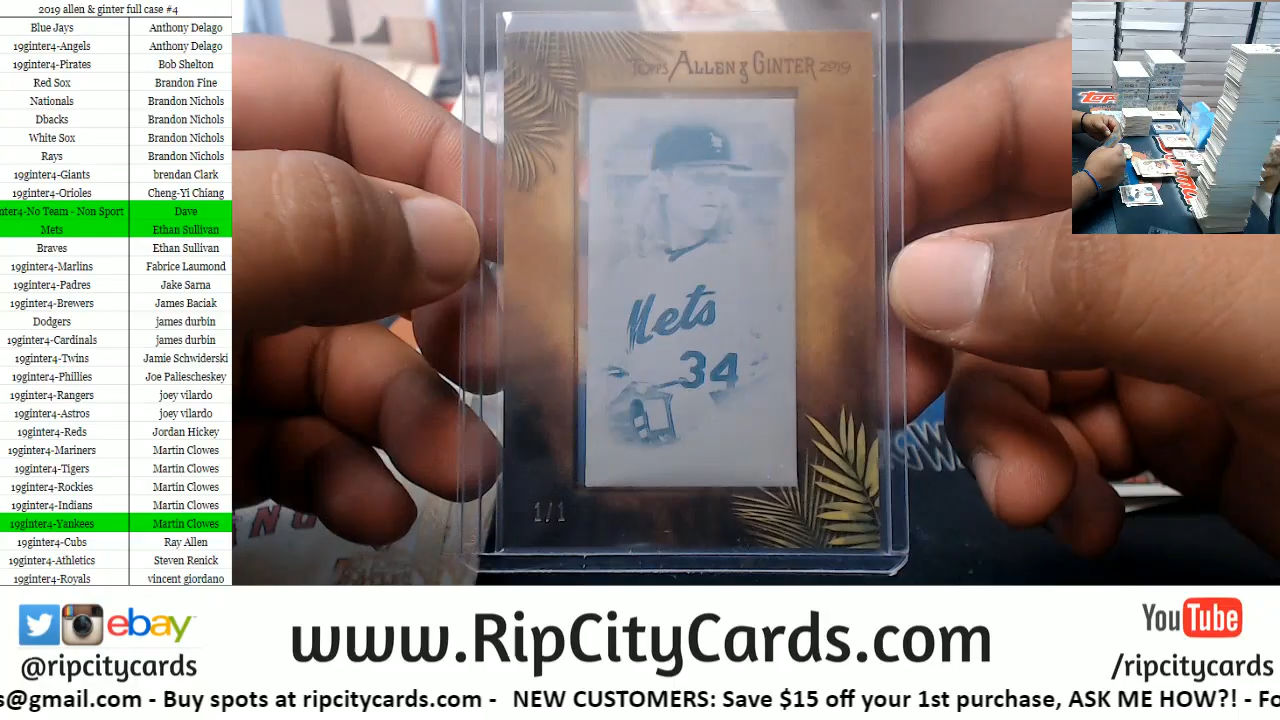 2019 allen & ginter full case #4
Blue Jays Anthony Delago
19ginter4-Angels Anthony Delago
19ginter4-Pirates Bob Shelton
Red Sox Brandon Fine
Nationals Brandon Nichols
Dbacks Brandon Nichols
White Sox Brandon Nichols
Rays Brandon Nichols
19ginter4-Giants brendan Clark
19ginter4-Orioles Cheng-Yi Chiang
nter4-No Team - Non Sport Dave
Mets Ethan Sullivan
Braves Ethan Sullivan
19ginter4-Marlins Fabrice Laumond
19ginter4-Padres Jake Sarna
19ginter4-Brewers James Baciak
Dodgers james durbin
19ginter4-Cardinals james durbin
19ginter4-Twins Jamie Schwiderski
19ginter4-Phillies Joe Paliescheskey
19ginter4-Rangers joey vilardo
19ginter4-Astros joey vilardo
19ginter4-Reds Jordan Hickey
19ginter4-Mariners Martin Clowes
19ginter4-Tigers Martin Clowes
19ginter4-Rockies Martin Clowes
19ginter4-Indians Martin Clowes
19ginter4-Yankees Martin Clowes
19ginter4-Cubs Ray Allen
19ginter4-Athletics Steven Renick
19ginter4-Royals vincent giordano
TOPPS ALLEN & GINTER 2019
Mets
34
1/1
ebay
@ripcitycards
www.RipCityCards.com
YouTube
/ripcitycards
s@gmail.com - Buy spots at ripcitycards.com - NEW CUSTOMERS: Save $15 off your 1st purchase, ASK ME HOW?! - Fo